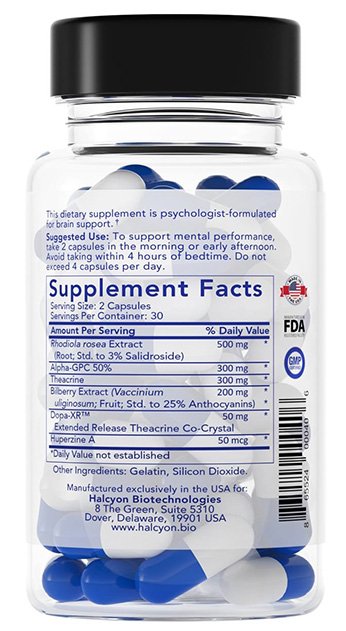 This dietary supplement is psychologist-formulated
for brain support.†
Suggested Use: To support mental performance,
take 2 capsules in the morning or early afternoon.
Avoid taking within 4 hours of bedtime. Do not
exceed 4 capsules per day.
Supplement Facts
Serving Size: 2 Capsules
Servings Per Container: 30
Amount Per Serving % Daily Value
Rhodiola rosea Extract 500 mg *
(Root; Std. to 3% Salidroside)
Alpha-GPC 50% 300 mg *
Theacrine 300 mg *
Bilberry Extract (Vaccinium 200 mg *
uliginosum; Fruit; Std. to 25% Anthocyanins)
Dopa-XR™ 50 mg *
Extended Release Theacrine Co-Crystal
Huperzine A 50 mcg *
*Daily Value not established
Other Ingredients: Gelatin, Silicon Dioxide.
Manufactured exclusively in the USA for:
Halcyon Biotechnologies
8 The Green, Suite 5310
Dover, Delaware, 19901 USA
www.halcyon.bio
FDA
GMP